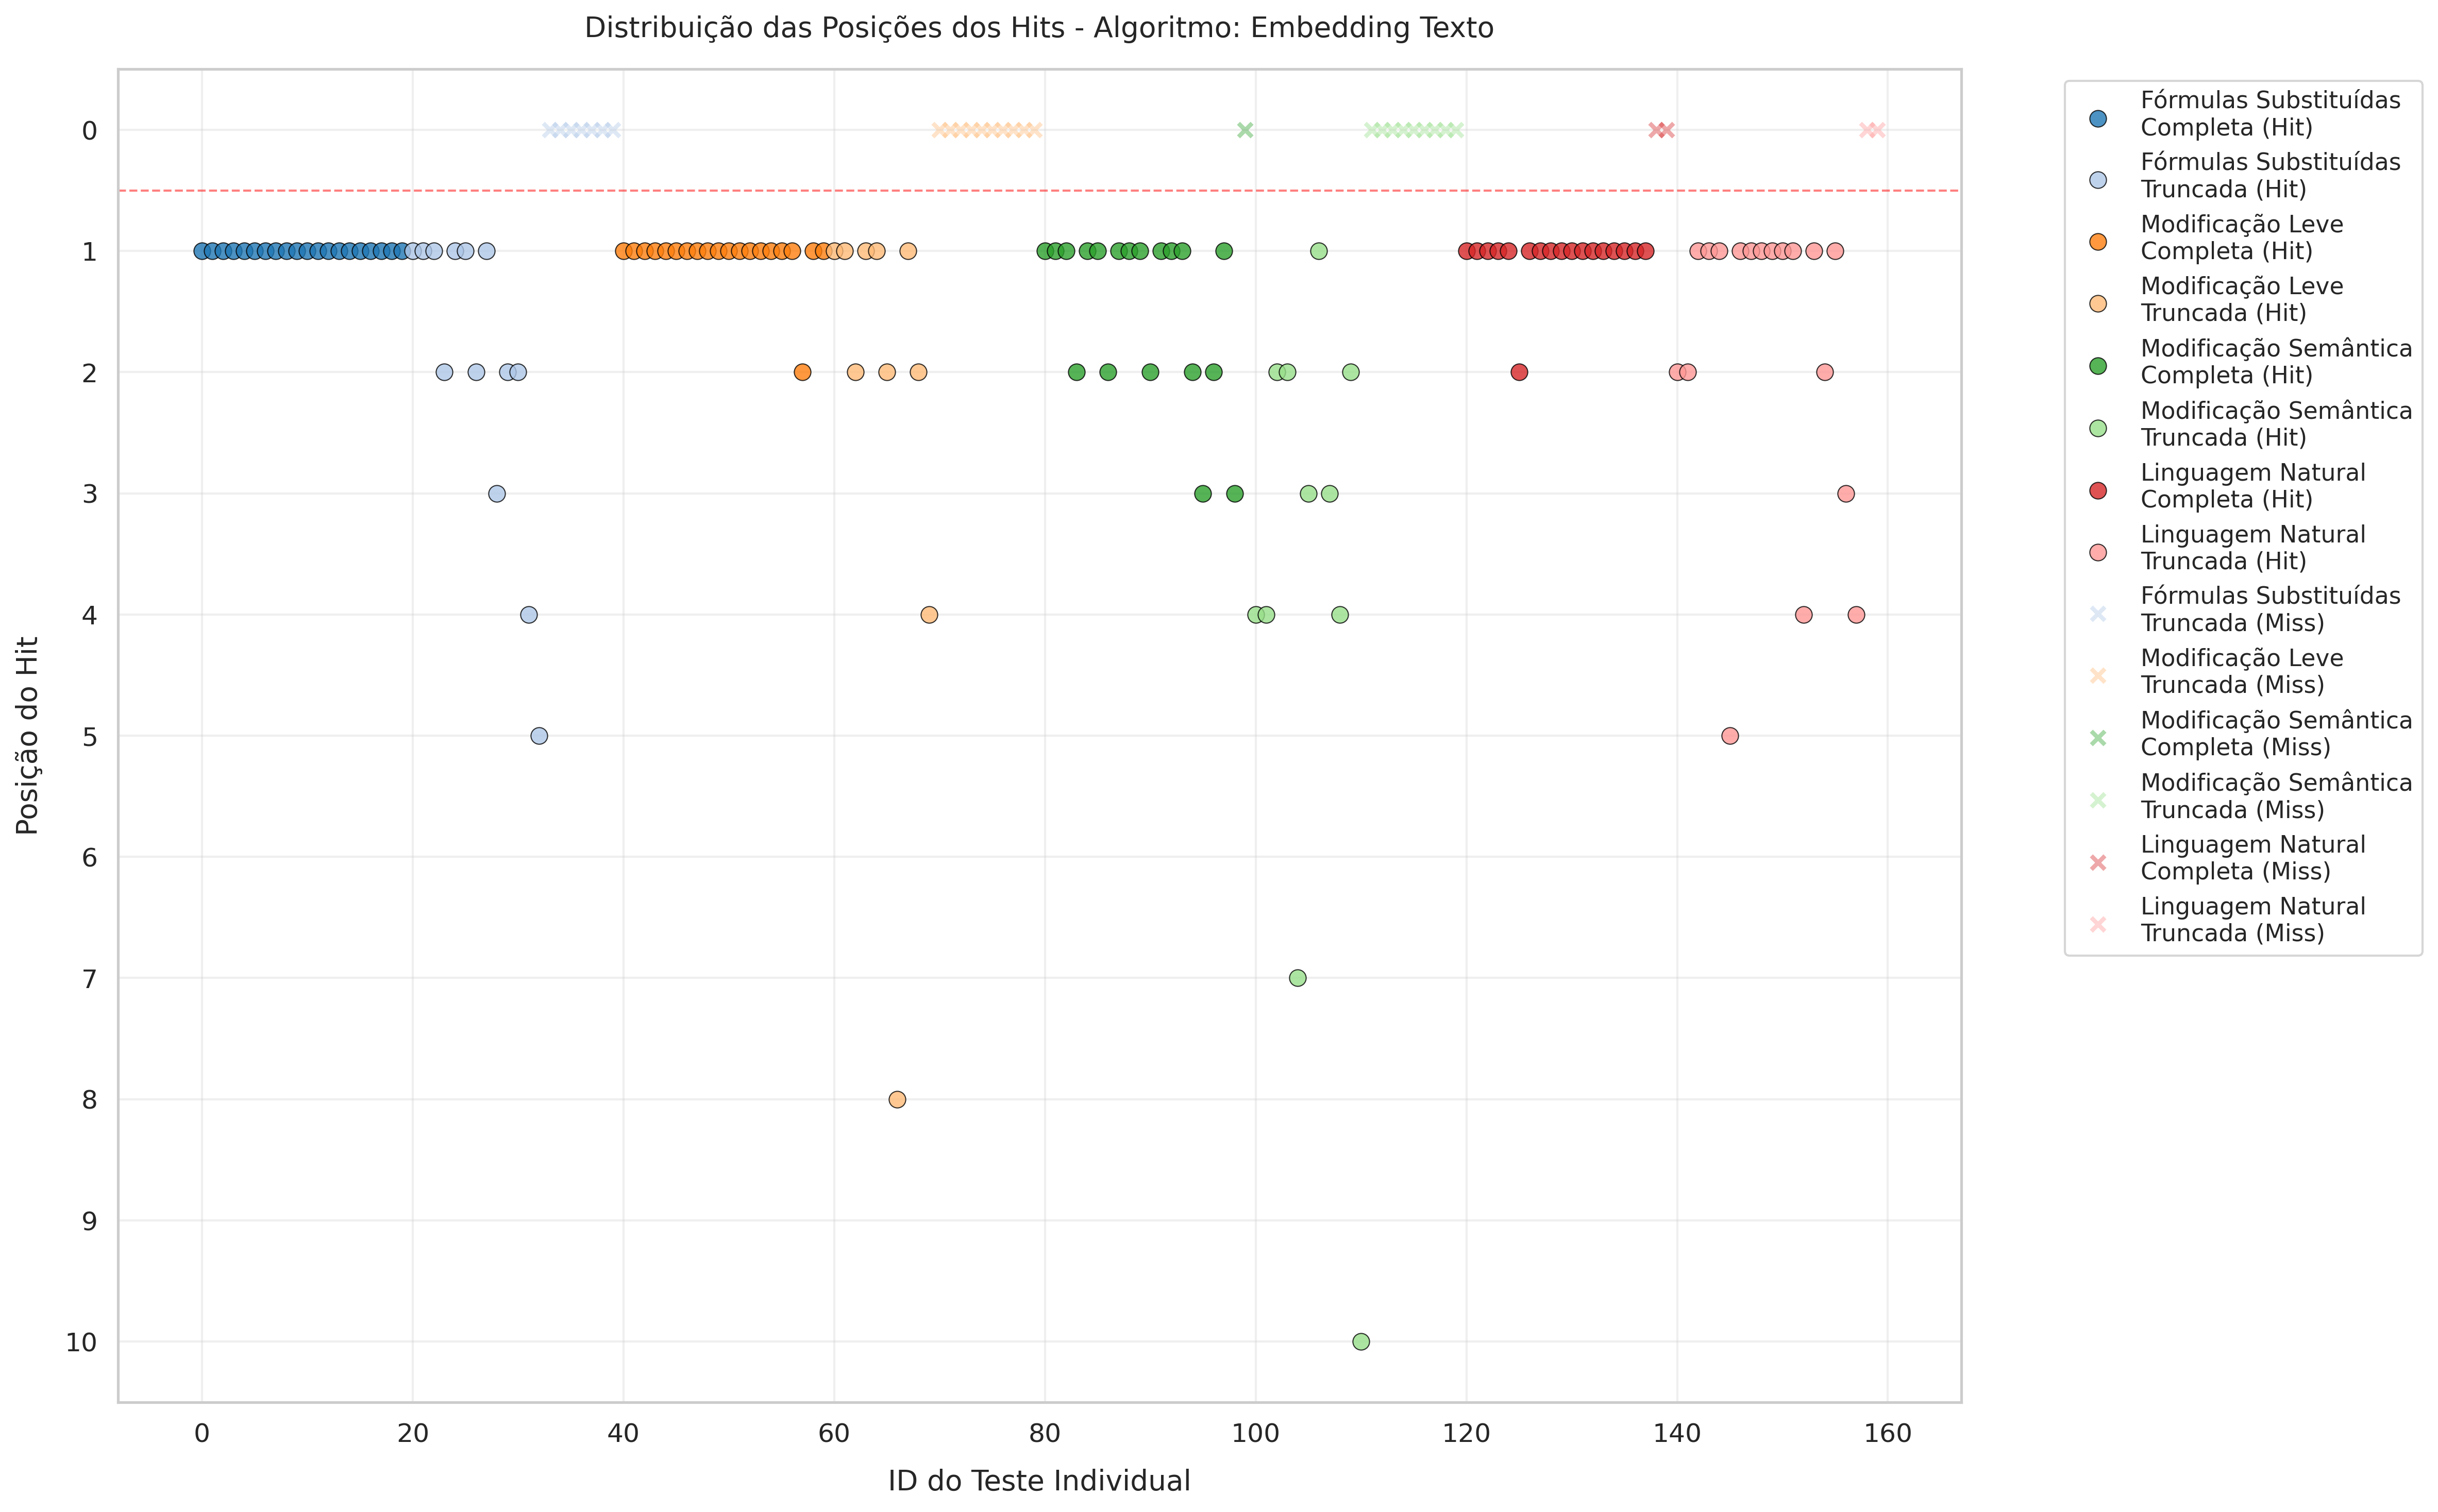 Distribuição das Posições dos Hits - Algoritmo: Embedding Texto
Posição do Hit
0
1
2
3
4
5
6
7
8
9
10
0
20
40
60
80
100
120
140
160
ID do Teste Individual
Fórmulas Substituídas
Completa (Hit)
Fórmulas Substituídas
Truncada (Hit)
Modificação Leve
Completa (Hit)
Modificação Leve
Truncada (Hit)
Modificação Semântica
Completa (Hit)
Modificação Semântica
Truncada (Hit)
Linguagem Natural
Completa (Hit)
Linguagem Natural
Truncada (Hit)
Fórmulas Substituídas
Truncada (Miss)
Modificação Leve
Truncada (Miss)
Modificação Semântica
Completa (Miss)
Modificação Semântica
Truncada (Miss)
Linguagem Natural
Completa (Miss)
Linguagem Natural
Truncada (Miss)